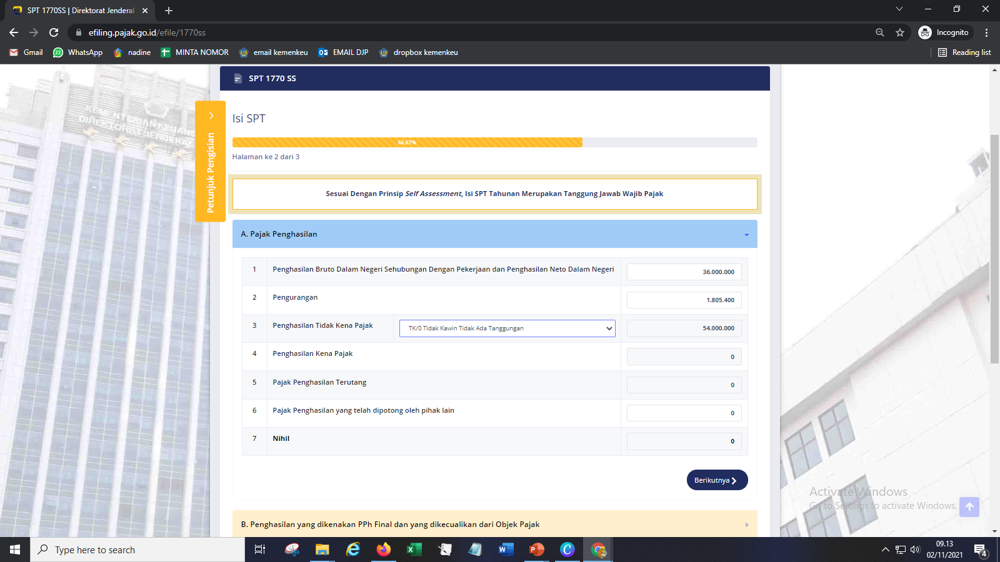 SPT 1770SS | Direktorat Jenderal
efiling.pajak.go.id/efile/1770ss
Incognito
Gmail
22
WhatsApp
nadine
MINTA NOMOR
email kemenkeu
EMAIL DJP
dropbox kemenkeu
Reading list
KEMENTERIAN KEUANG
DIREKTORAT JENDERA
SPT 1770 SS
Petunjuk Pengisian
Isi SPT
66.67%
Halaman ke 2 dari 3
Sesuai Dengan Prinsip Self Assessment, Isi SPT Tahunan Merupakan Tanggung Jawab Wajib Pajak
A. Pajak Penghasilan
1 Penghasilan Bruto Dalam Negeri Sehubungan Dengan Pekerjaan dan Penghasilan Neto Dalam Negeri 36.000.000
2 Pengurangan 1.805.400
3 Penghasilan Tidak Kena Pajak TK/0 Tidak Kawin Tidak Ada Tanggungan 54.000.000
4 Penghasilan Kena Pajak 0
5 Pajak Penghasilan Terutang 0
6 Pajak Penghasilan yang telah dipotong oleh pihak lain 0
7 Nihil 0
Berikutnya
Activate Windows
Go to Settings to activate Windows.
B. Penghasilan yang dikenakan PPh Final dan yang dikecualikan dari Objek Pajak
Type here to search
09.13
02/11/2021
4